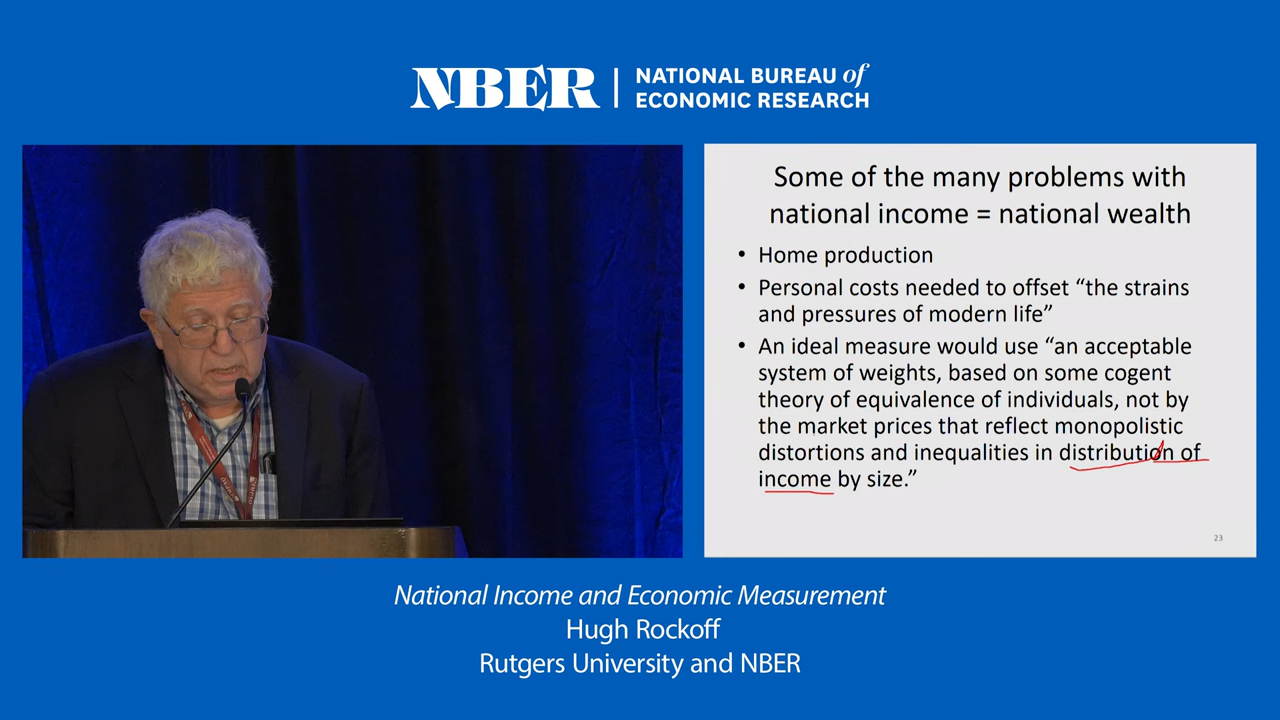 NBER
NATIONAL BUREAU of
ECONOMIC RESEARCH
Some of the many problems with
national income = national wealth
• Home production
• Personal costs needed to offset “the strains
and pressures of modern life”
• An ideal measure would use “an acceptable
system of weights, based on some cogent
theory of equivalence of individuals, not by
the market prices that reflect monopolistic
distortions and inequalities in distribution of
income by size.”
23
National Income and Economic Measurement
Hugh Rockoff
Rutgers University and NBER